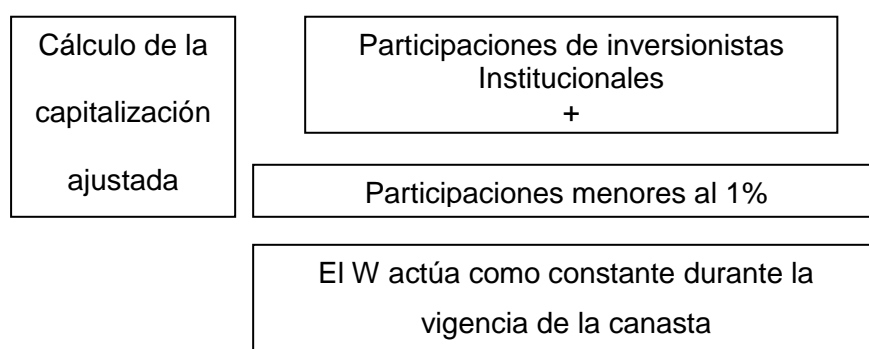 Cálculo de la
capitalización
ajustada
Participaciones de inversionistas
Institucionales
+
Participaciones menores al 1%
El W actúa como constante durante la
vigencia de la canasta